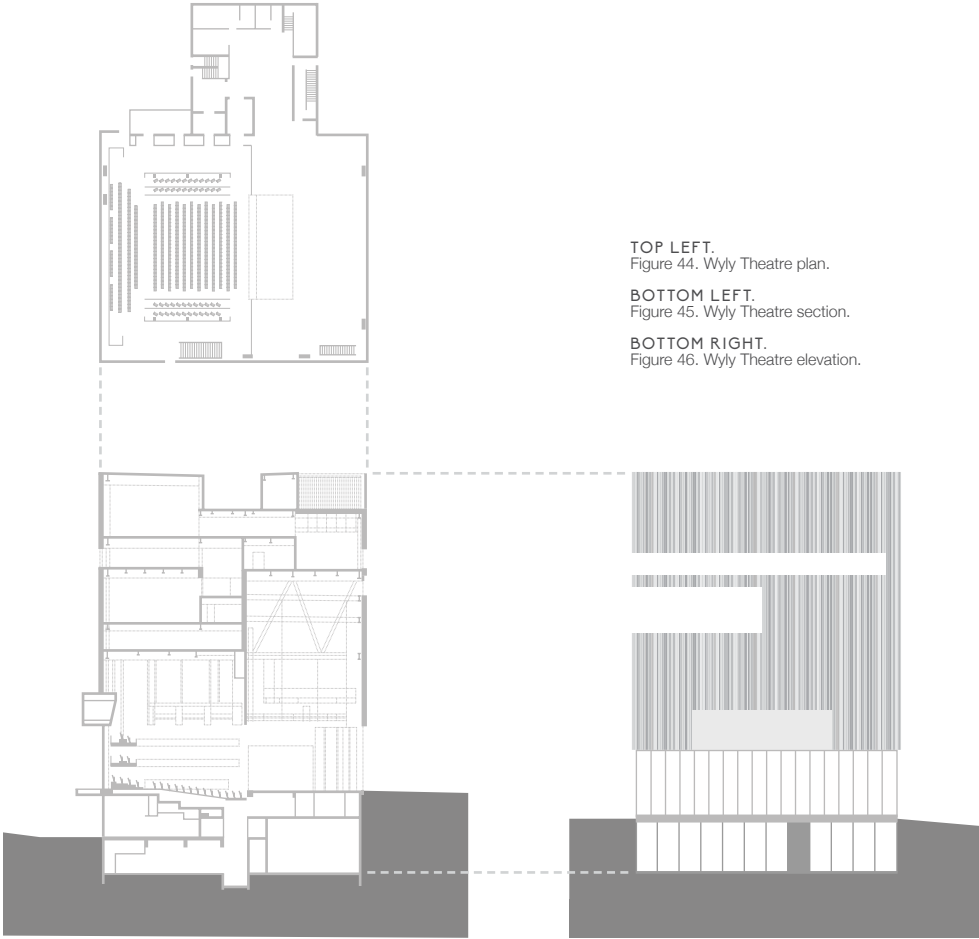 TOP LEFT.
Figure 44. Wyly Theatre plan.
BOTTOM LEFT.
Figure 45. Wyly Theatre section.
BOTTOM RIGHT.
Figure 46. Wyly Theatre elevation.